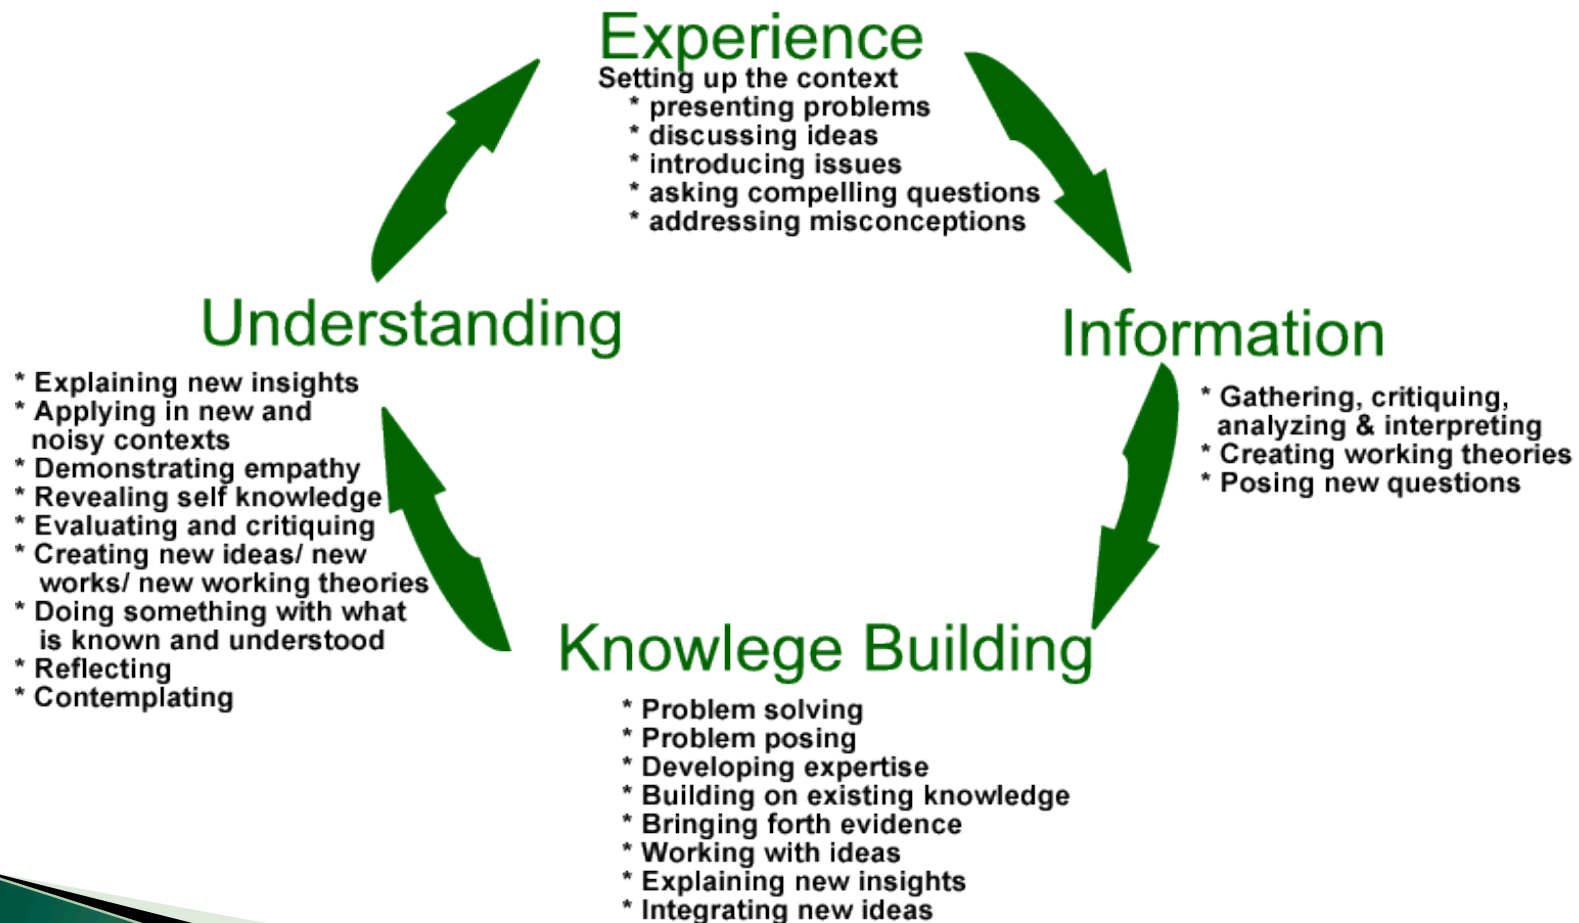 Experience
Setting up the context
* presenting problems
* discussing ideas
* introducing issues
* asking compelling questions
* addressing misconceptions
Information
* Gathering, critiquing,
analyzing & interpreting
* Creating working theories
* Posing new questions
Knowlege Building
* Problem solving
* Problem posing
* Developing expertise
* Building on existing knowledge
* Bringing forth evidence
* Working with ideas
* Explaining new insights
* Integrating new ideas
Understanding
* Explaining new insights
* Applying in new and
noisy contexts
* Demonstrating empathy
* Revealing self knowledge
* Evaluating and critiquing
* Creating new ideas/ new
works/ new working theories
* Doing something with what
is known and understood
* Reflecting
* Contemplating